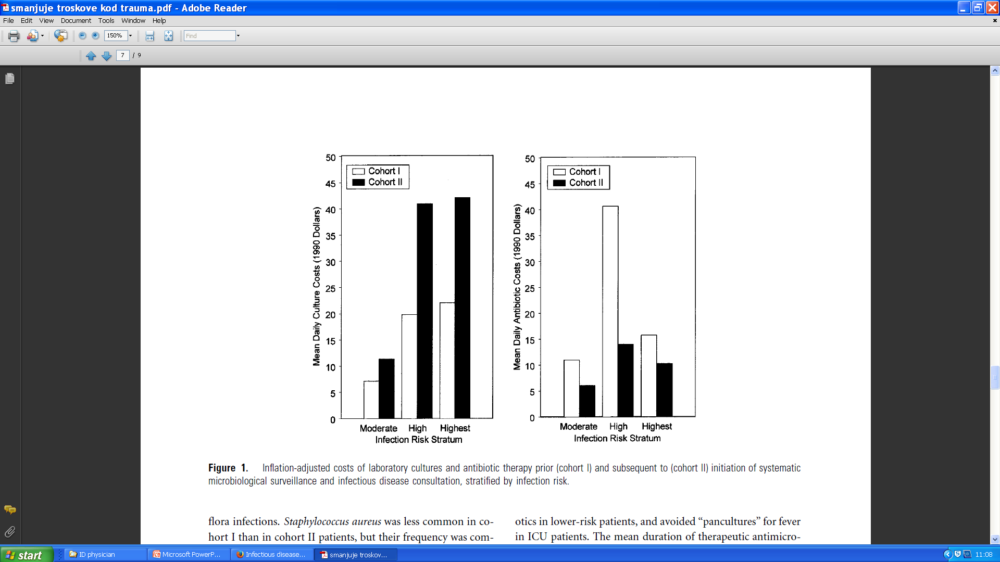 smanjuje troskove kod trauma.pdf - Adobe Reader
File Edit View Document Tools Window Help
150% Find
7 / 9
50
45
40
35
30
25
20
15
10
5
0
Mean Daily Culture Costs (1990 Dollars)
Cohort I
Cohort II
Moderate High Highest
Infection Risk Stratum
50
45
40
35
30
25
20
15
10
5
0
Mean Daily Antibiotic Costs (1990 Dollars)
Cohort I
Cohort II
Moderate High Highest
Infection Risk Stratum
Figure 1. Inflation-adjusted costs of laboratory cultures and antibiotic therapy prior (cohort I) and subsequent to (cohort II) initiation of systematic
microbiological surveillance and infectious disease consultation, stratified by infection risk.
flora infections. Staphylococcus aureus was less common in co-
hort I than in cohort II patients, but their frequency was com-
otics in lower-risk patients, and avoided “pancultures” for fever
in ICU patients. The mean duration of therapeutic antimicro-
start ID physician Microsoft PowerP... Infectious disease... smanjuje troskov... 11:08